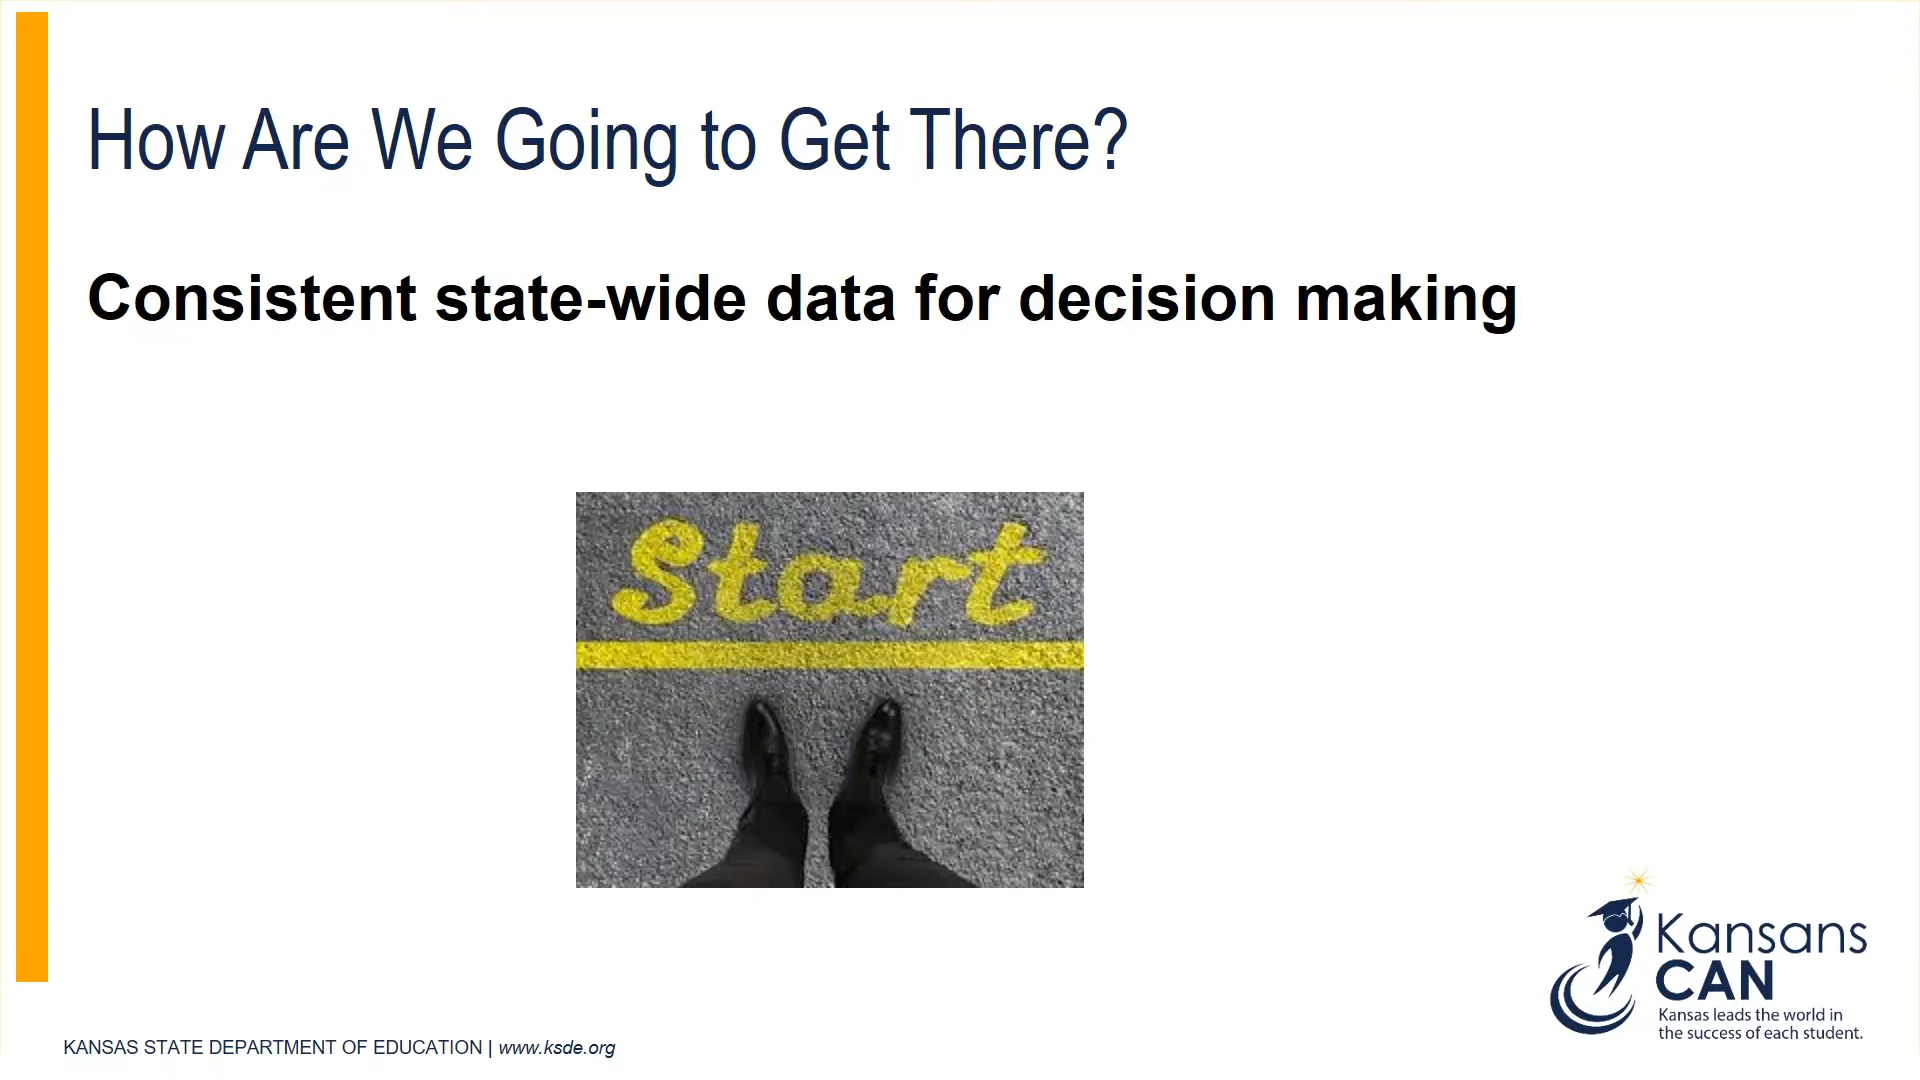 How Are We Going to Get There?
Consistent state-wide data for decision making
Start
Kansans
CAN
Kansas leads the world in
the success of each student.
KANSAS STATE DEPARTMENT OF EDUCATION | www.ksde.org